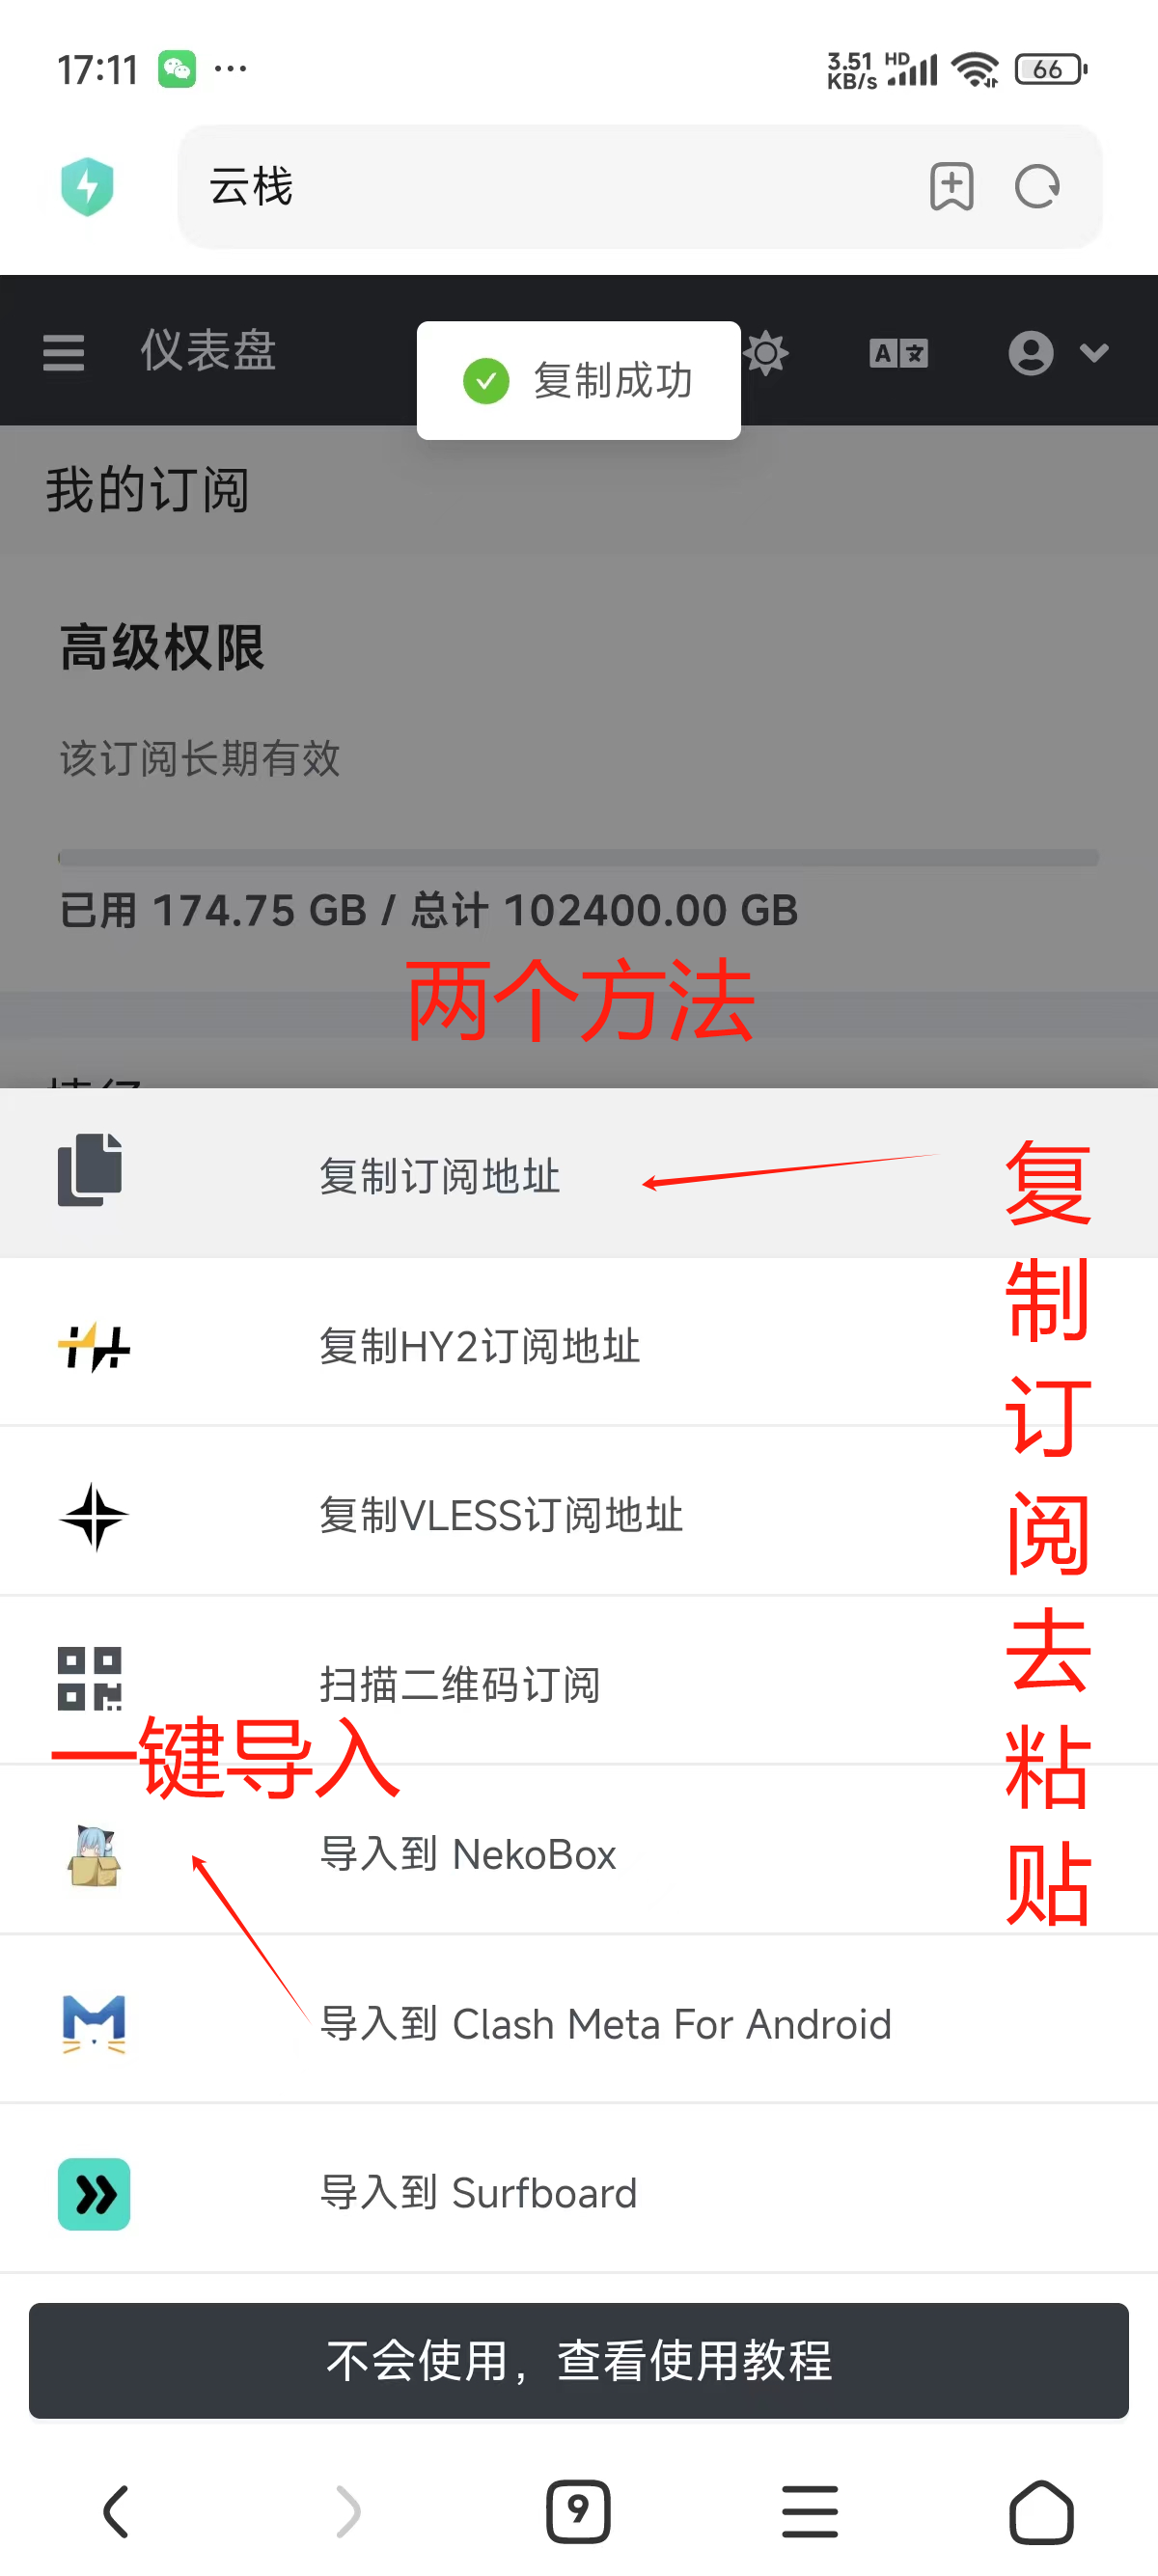 17:11 ...
3.51 KB/s HD 66
云栈
仪表盘
A 文
复制成功
我的订阅
高级权限
该订阅长期有效
已用 174.75 GB / 总计 102400.00 GB
两个方法
复制订阅地址
复制HY2订阅地址
复制VLESS订阅地址
扫描二维码订阅
一键导入
导入到 NekoBox
导入到 Clash Meta For Android
导入到 Surfboard
复制订阅去粘贴
不会使用，查看使用教程
9